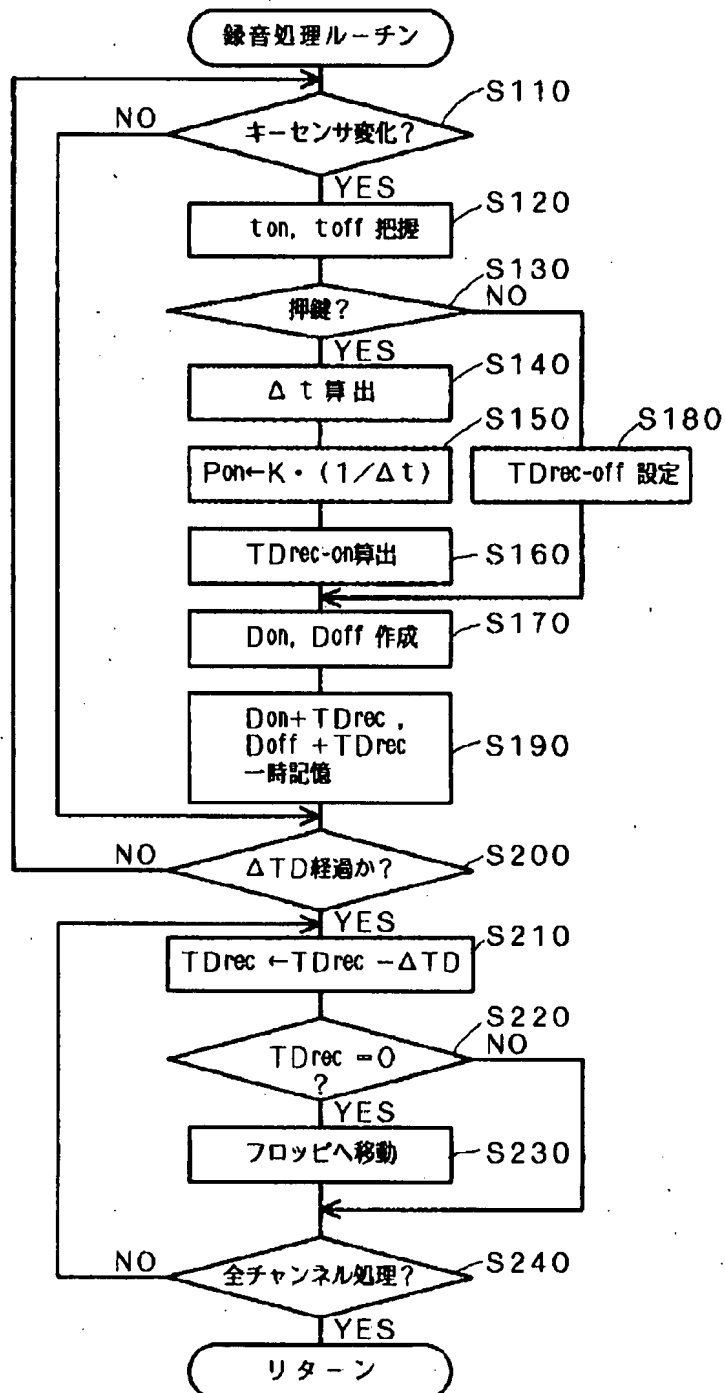 録音処理ルーチン
S110
NO
キーセンサ変化?
YES
S120
ton, toff 把握
S130
NO
押鍵?
YES
S140
Δt 算出
S150
S180
Pon←K・(1/Δt)
TDrec-off 設定
TDrec-on算出
S160
Don, Doff 作成
S170
Don+TDrec,
Doff +TDrec
一時記憶
S190
NO
ΔTD経過か?
S200
YES
S210
TDrec ←TDrec −ΔTD
S220
NO
TDrec =0
?
YES
フロッピへ移動
S230
NO
全チャンネル処理?
S240
YES
リターン